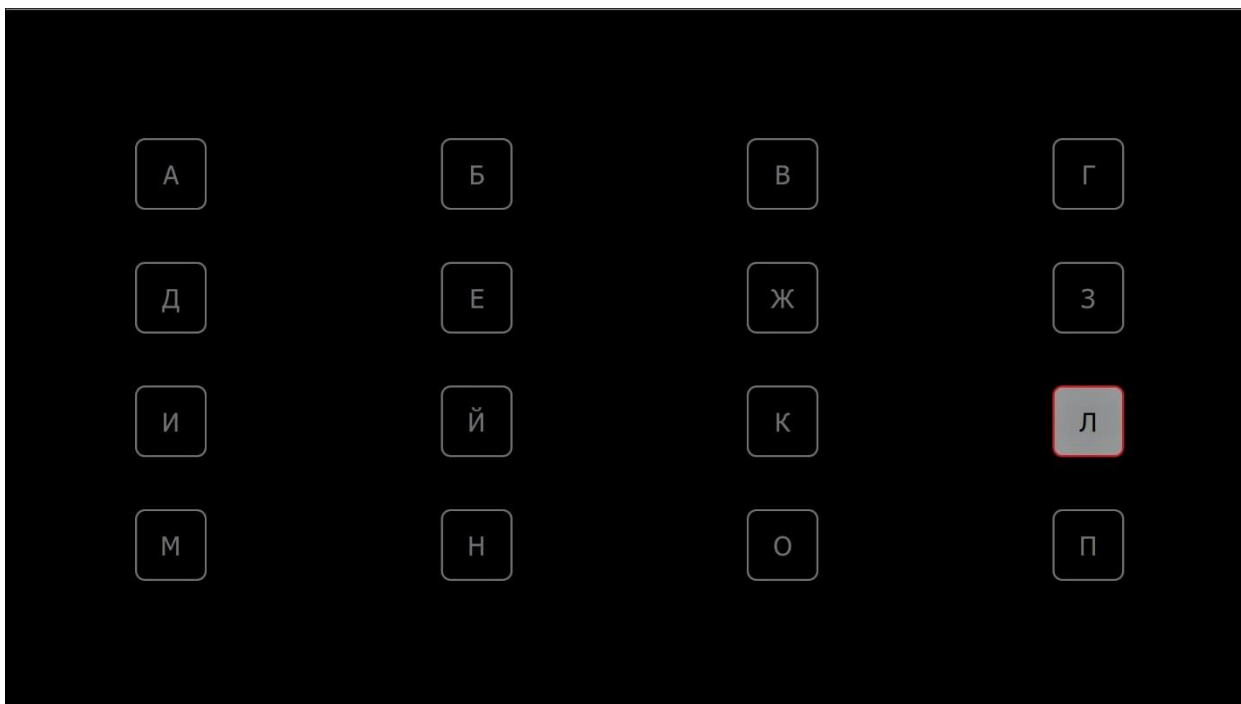 А Б В Г
Д Е Ж З
И Й К Л
М Н О П